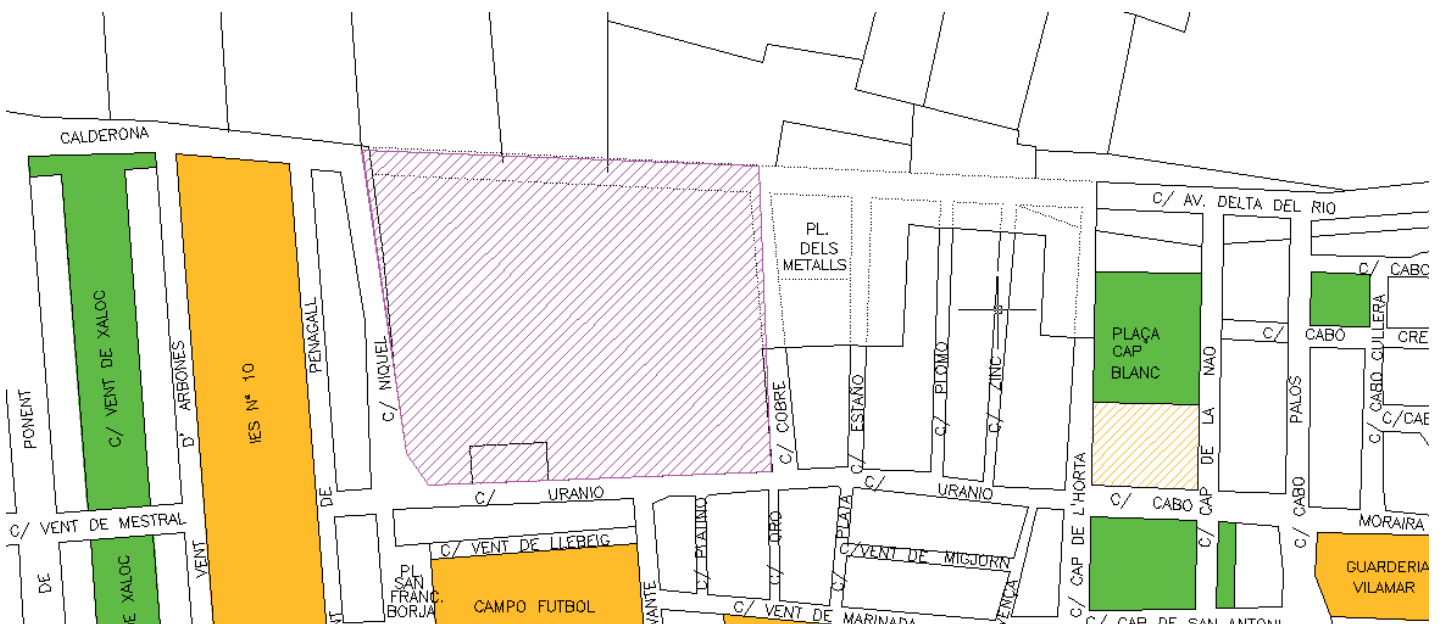 CALDERONA
C/ AV. DELTA DEL RIO
PL.
DELS
METALLS
C/ CABO
C/ VENT DE XALOC
D' ARBONES
IES Nª 10
PENAGALL
C/ NIQUEL
C/ COBRE
C/ ESTAÑO
C/ PLOMO
C/ ZINC
PLAÇA
CAP
BLANC
C/ CABO
CRE
C/ CABO CULLERA
PONENT
DE
C/ CAP DE LA NAO
C/ CABO PALOS
C/CAB
C/ URANIO
C/ URANIO
C/ CABO
MORAIRA
C/ VENT DE MESTRAL
VENT
DE
DE XALOC
C/ VENT DE LLEBEIG
C/ PLATINO
C/ ORO
C/ PLATA
C/VENT DE MIGJORN
C/ CAP DE L'HORTA
PL.
SAN
FRANC.
BORJA
CAMPO FUTBOL
VANTE
C/ VENT DE MARINADA
VENÇA
C/ CAP DE SAN ANTONI
GUARDERIA
VILAMAR